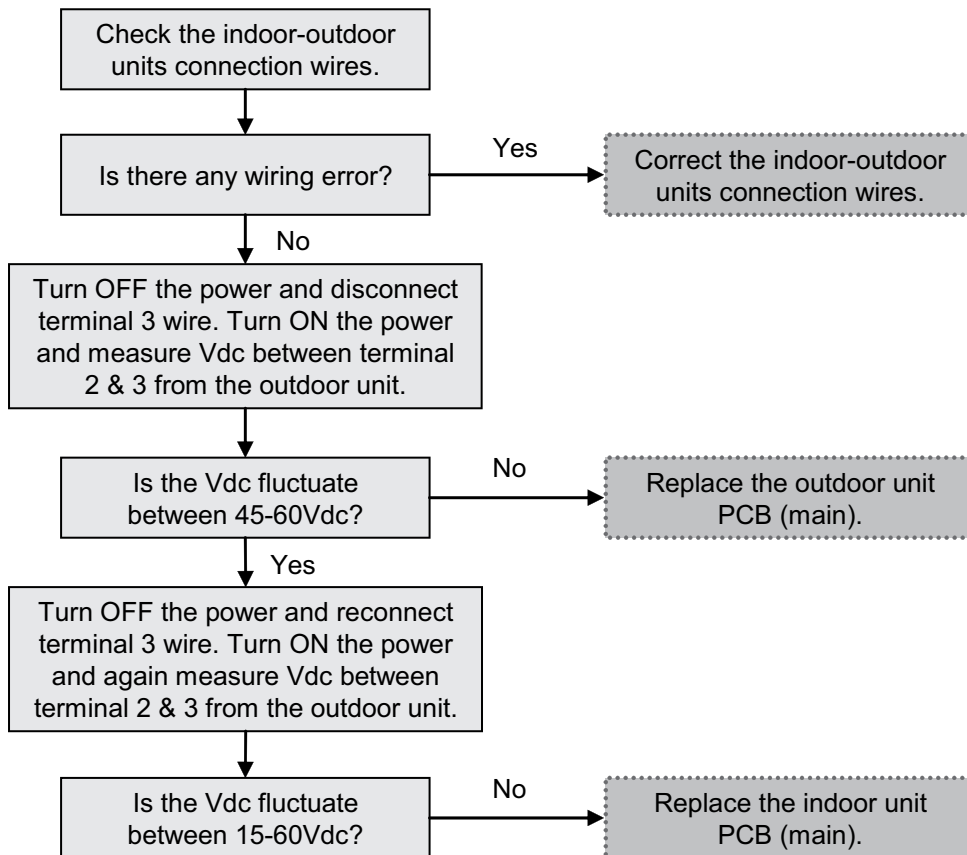 Check the indoor-outdoor
units connection wires.
Is there any wiring error?
Yes
Correct the indoor-outdoor
units connection wires.
No
Turn OFF the power and disconnect
terminal 3 wire. Turn ON the power
and measure Vdc between terminal
2 & 3 from the outdoor unit.
Is the Vdc fluctuate
between 45-60Vdc?
No
Replace the outdoor unit
PCB (main).
Yes
Turn OFF the power and reconnect
terminal 3 wire. Turn ON the power
and again measure Vdc between
terminal 2 & 3 from the outdoor unit.
Is the Vdc fluctuate
between 15-60Vdc?
No
Replace the indoor unit
PCB (main).